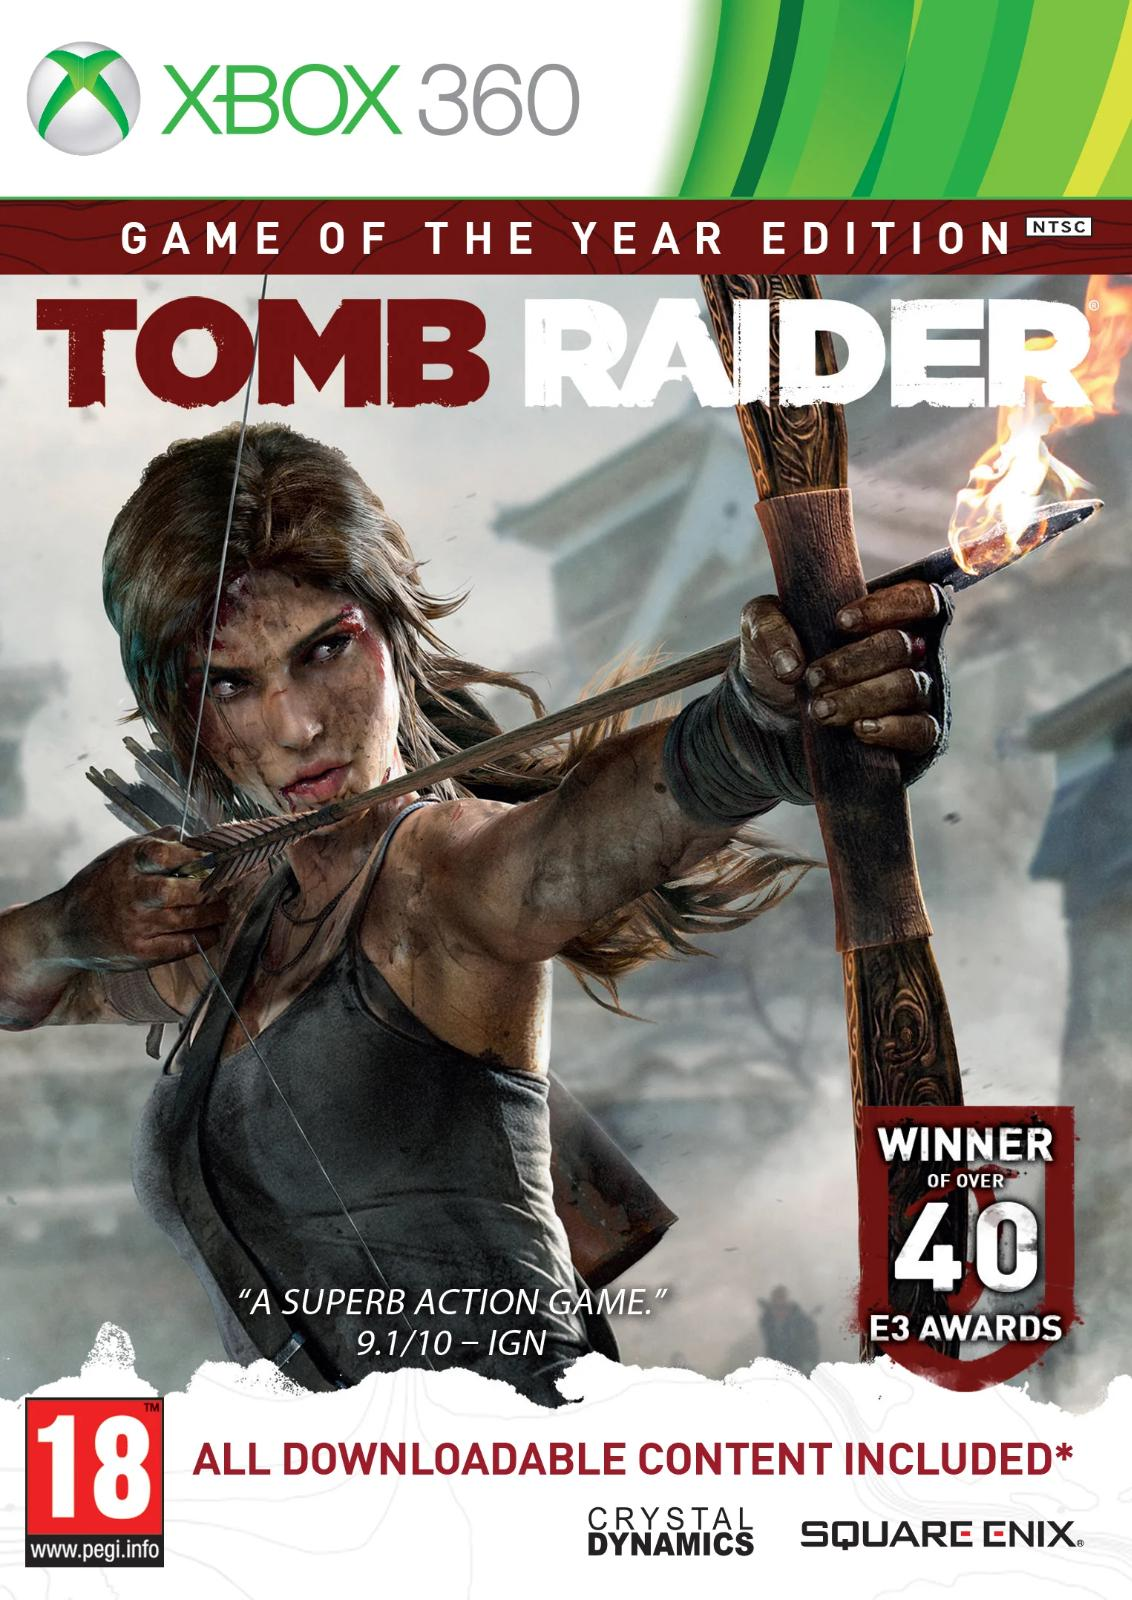 XBOX 360
GAME OF THE YEAR EDITION
NTSC
TOMB RAIDER®
WINNER
OF OVER
40
E3 AWARDS
“A SUPERB ACTION GAME.”
9.1/10 – IGN
18™
www.pegi.info
ALL DOWNLOADABLE CONTENT INCLUDED*
CRYSTAL
DYNAMICS
SQUARE ENIX®